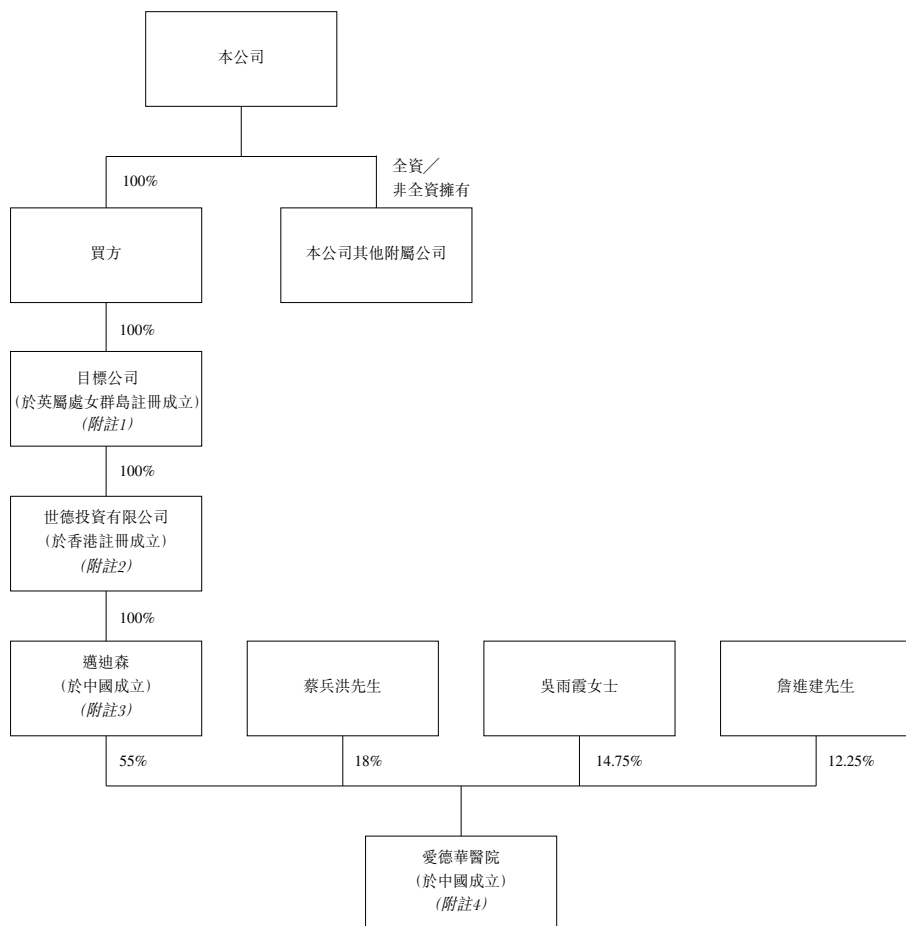 本公司
全資／
100%
非全資擁有
買方
本公司其他附屬公司
100%
目標公司
(於英屬處女群島註冊成立)
(附註1)
100%
世德投資有限公司
(於香港註冊成立)
(附註2)
100%
邁迪森
(於中國成立)
(附註3)
蔡兵洪先生
吳雨霞女士
詹進建先生
55%
18%
14.75%
12.25%
愛德華醫院
(於中國成立)
(附註4)